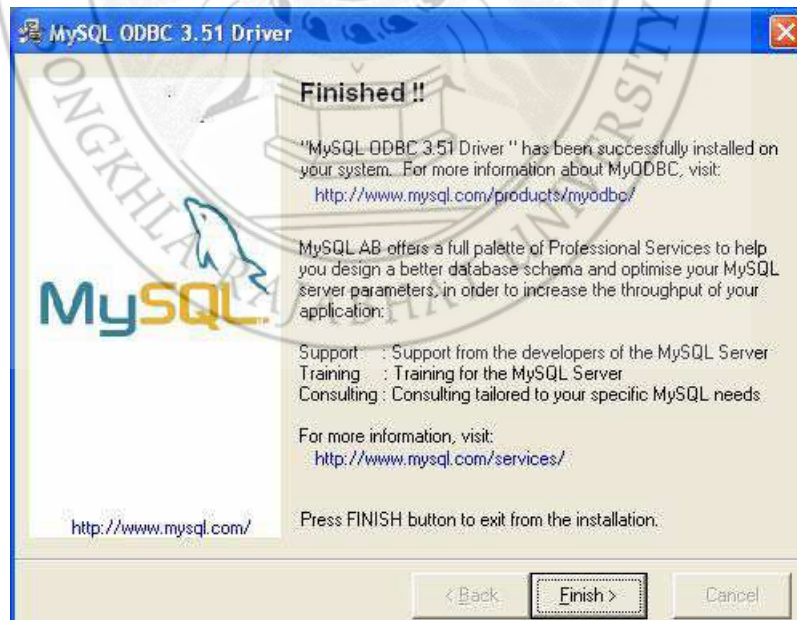 MySQL ODBC 3.51 Driver
Finished !!
"MySQL ODBC 3.51 Driver " has been successfully installed on
your system. For more information about MyODBC, visit:
http://www.mysql.com/products/myodbc/
MySQL AB offers a full palette of Professional Services to help
you design a better database schema and optimise your MySQL
server parameters, in order to increase the throughput of your
application:
Support : Support from the developers of the MySQL Server
Training : Training for the MySQL Server
Consulting : Consulting tailored to your specific MySQL needs
For more information, visit:
http://www.mysql.com/services/
Press FINISH button to exit from the installation.
MySQL
http://www.mysql.com/
< Back
Finish >
Cancel
SONGKHLA RAJABHAT UNIVERSITY